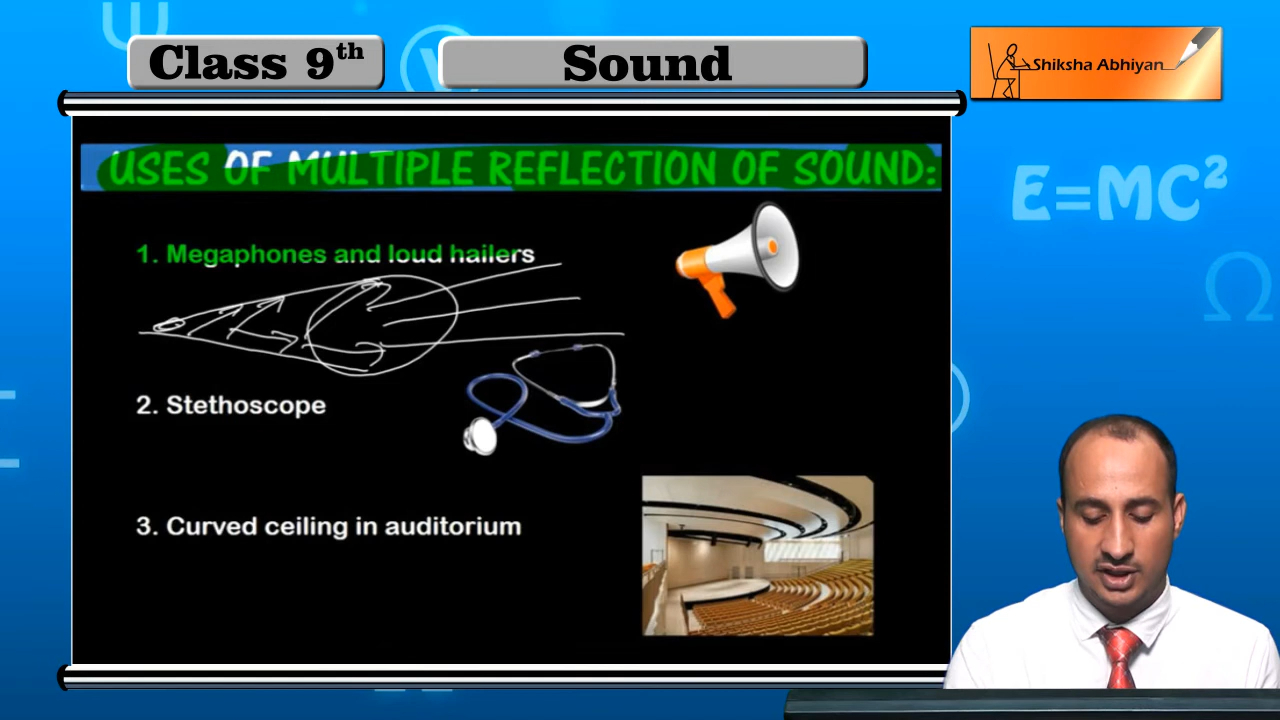 Class 9th
Sound
Shiksha Abhiyan
USES OF MULTIPLE REFLECTION OF SOUND:
E=MC²
1. Megaphones and loud hailers
Ω
2. Stethoscope
3. Curved ceiling in auditorium